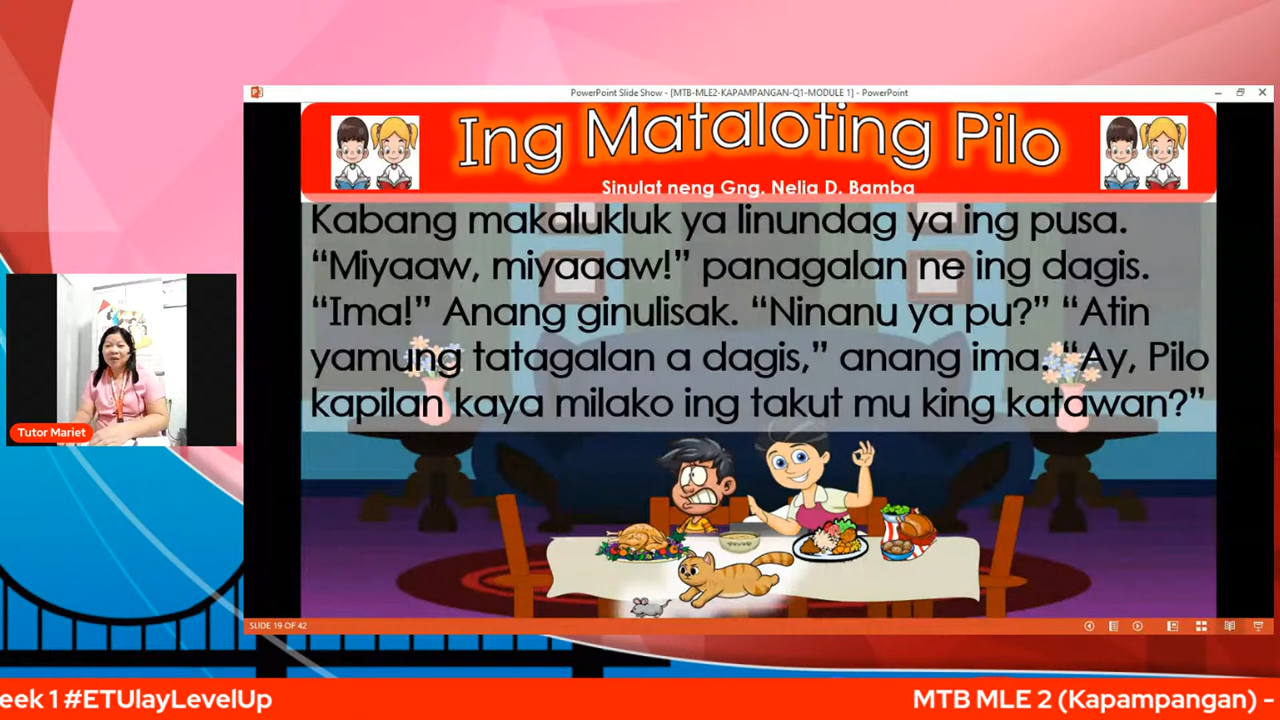 PowerPoint Slide Show - [MTB-MLE2-KAPAMPANGAN-Q1-MODULE 1] - PowerPoint
Ing Mataloting Pilo
Sinulat neng Gng. Nelia D. Bamba
Kabang makalukluk ya linundag ya ing pusa.
“Miyaaw, miyaaaw!” panagalan ne ing dagis.
“Ima!” Anang ginulisak. “Ninanu ya pu?” “Atin
yamung tatagalan a dagis,” anang ima. “Ay, Pilo
kapilan kaya milako ing takut mu king katawan?”
Tutor Mariet
SLIDE 19 OF 42
eek 1 #ETUlayLevelUp
MTB MLE 2 (Kapampangan) -